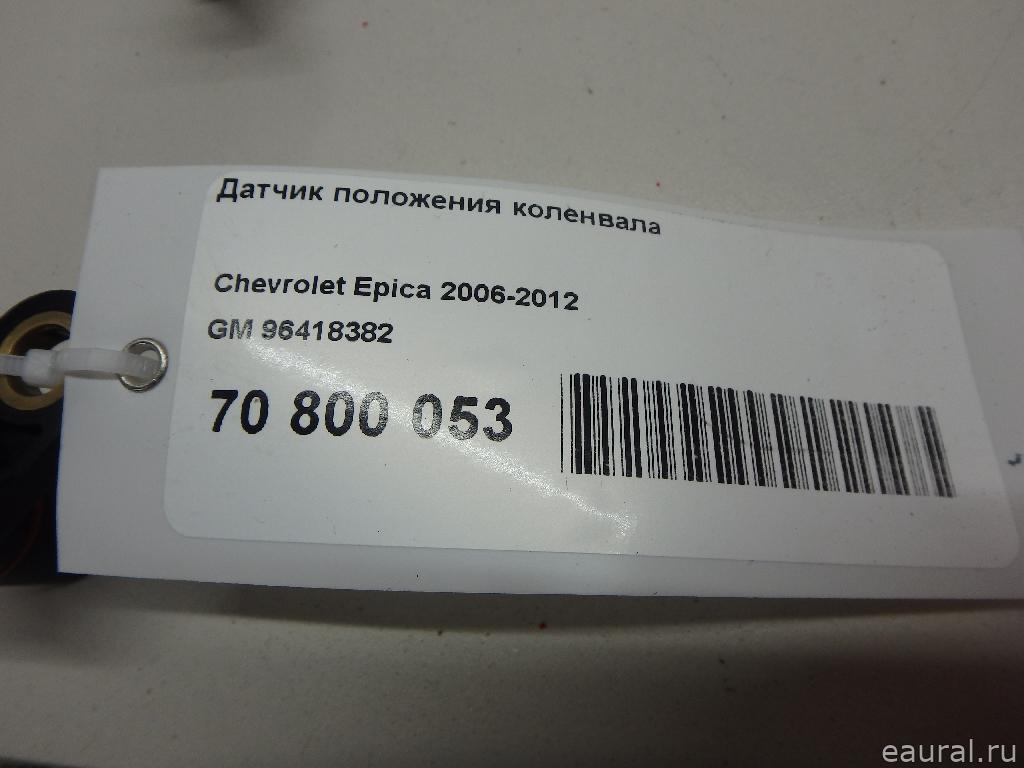 Датчик положения коленвала
Chevrolet Epica 2006-2012
GM 96418382
70 800 053
eaural.ru